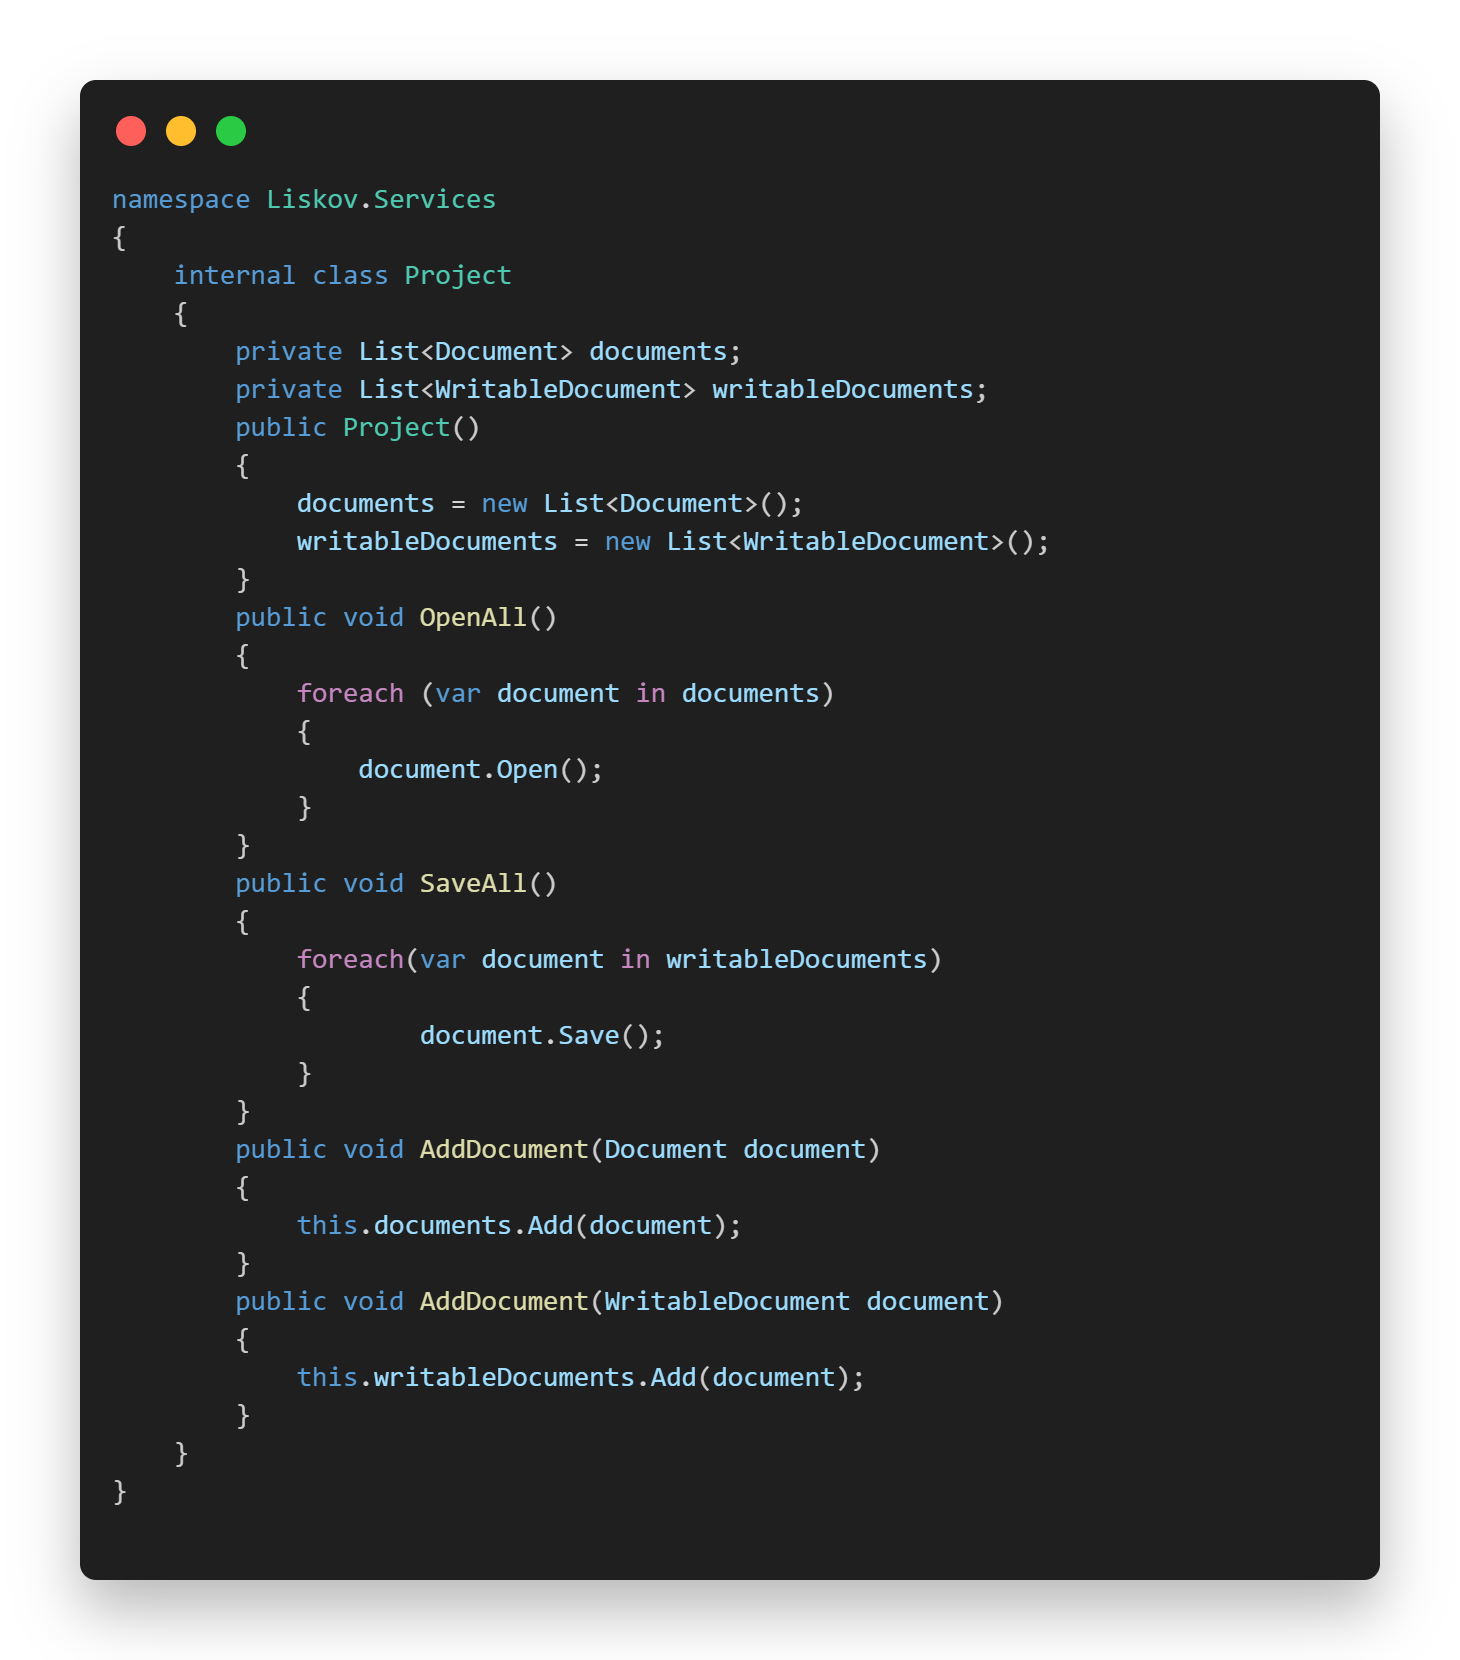 namespace Liskov.Services
{
    internal class Project
    {
        private List<Document> documents;
        private List<WritableDocument> writableDocuments;
        public Project()
        {
            documents = new List<Document>();
            writableDocuments = new List<WritableDocument>();
        }
        public void OpenAll()
        {
            foreach (var document in documents)
            {
                document.Open();
            }
        }
        public void SaveAll()
        {
            foreach(var document in writableDocuments)
            {
                    document.Save();
            }
        }
        public void AddDocument(Document document)
        {
            this.documents.Add(document);
        }
        public void AddDocument(WritableDocument document)
        {
            this.writableDocuments.Add(document);
        }
    }
}